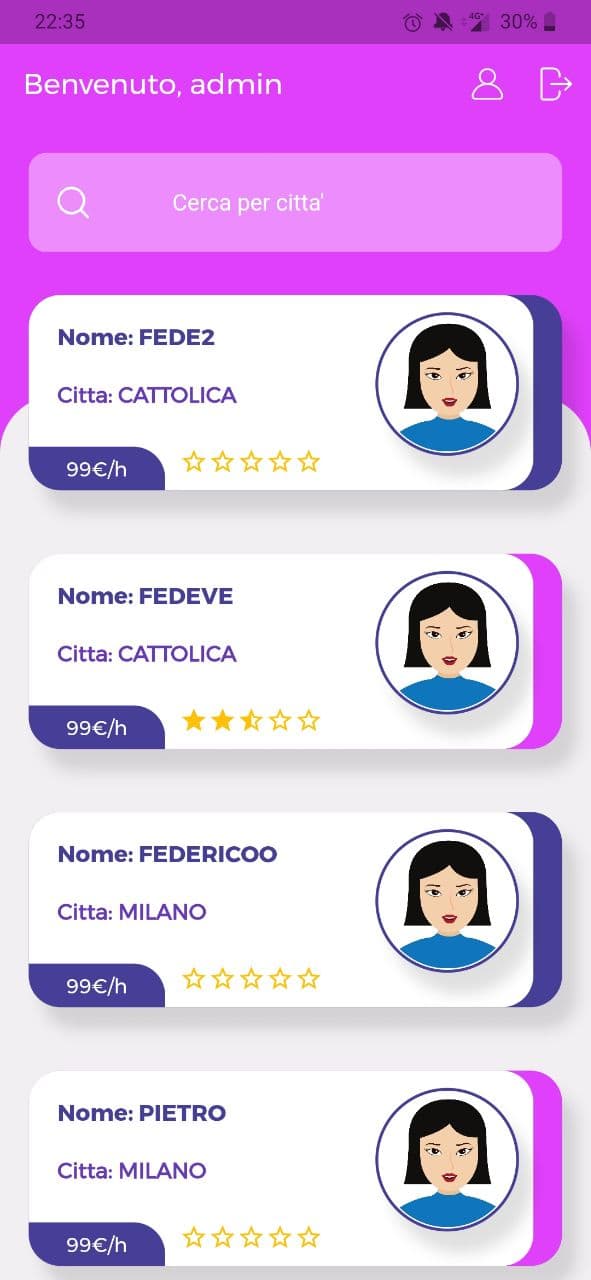 22:35
4G+ 30%
Benvenuto, admin
Cerca per citta'
Nome: FEDE2
Citta: CATTOLICA
99€/h
Nome: FEDEVE
Citta: CATTOLICA
99€/h
Nome: FEDERICOO
Citta: MILANO
99€/h
Nome: PIETRO
Citta: MILANO
99€/h